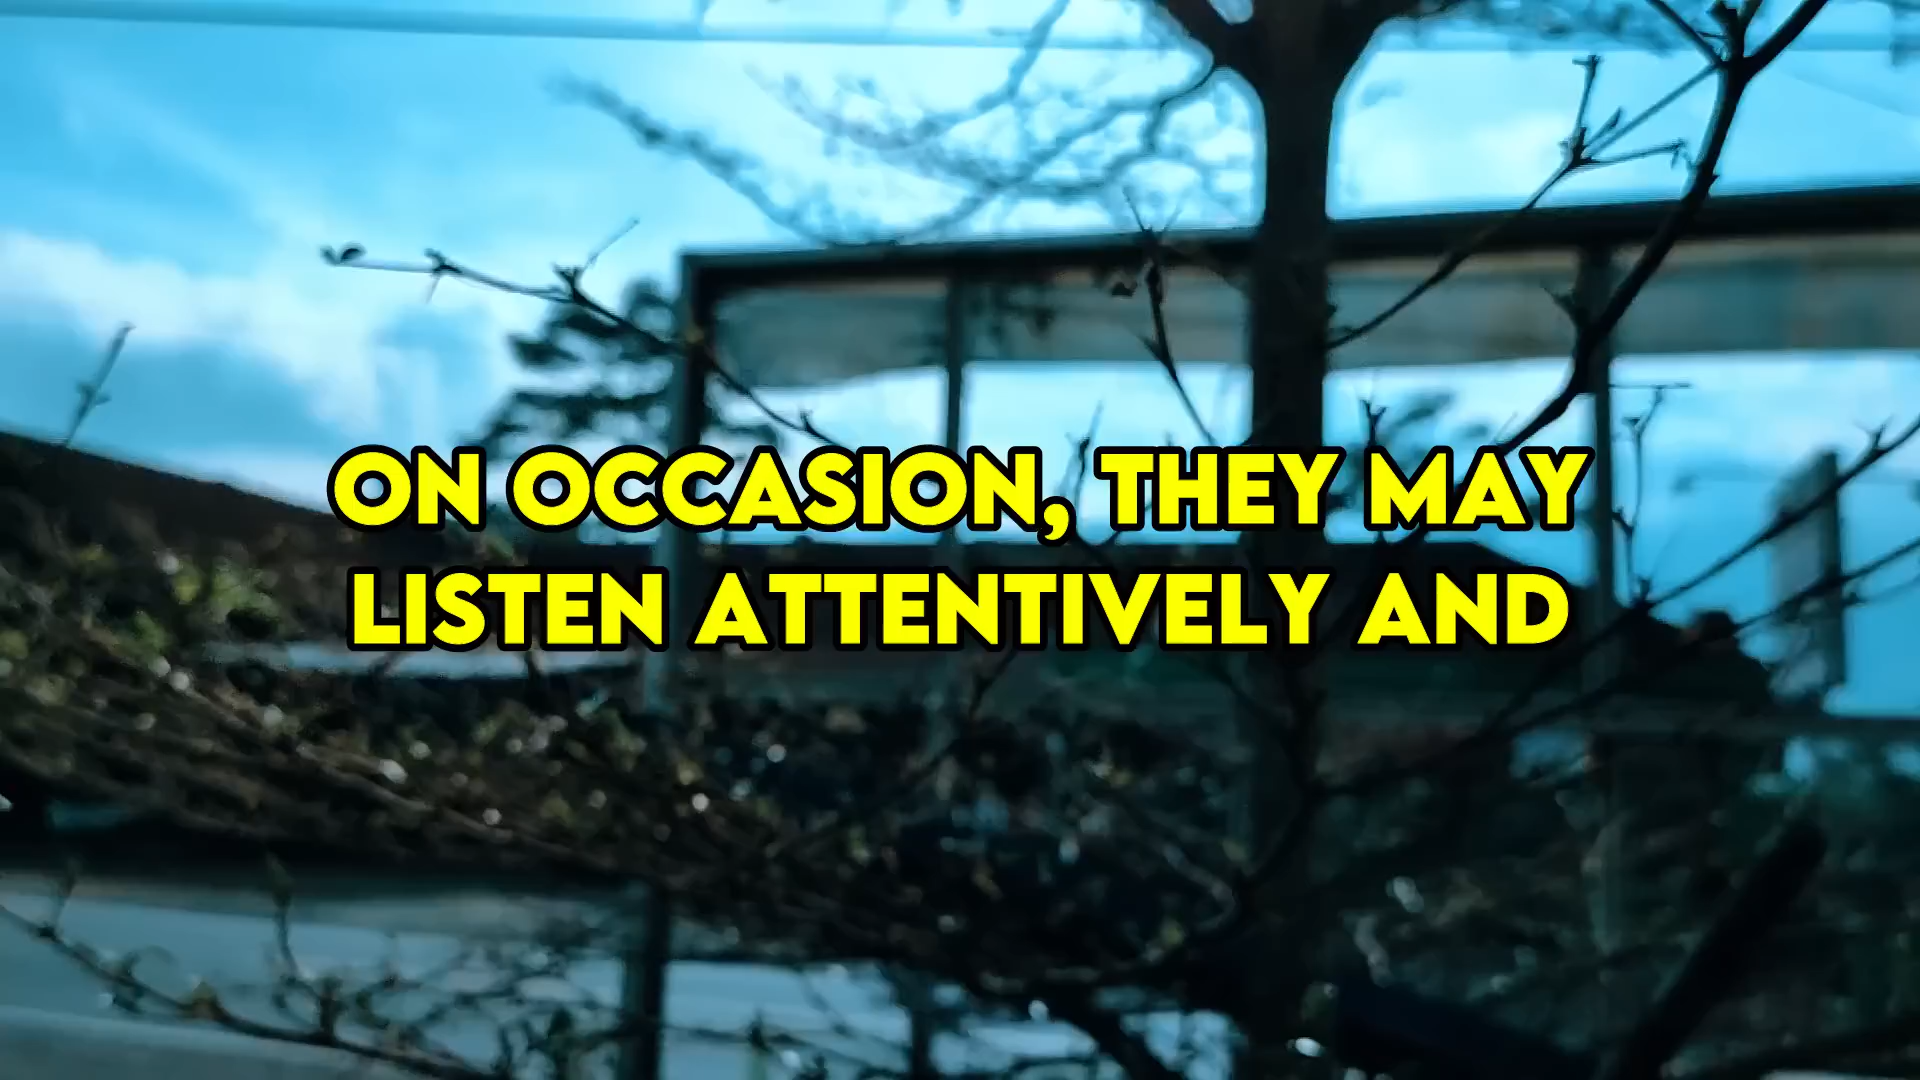 ON OCCASION, THEY MAY
LISTEN ATTENTIVELY AND